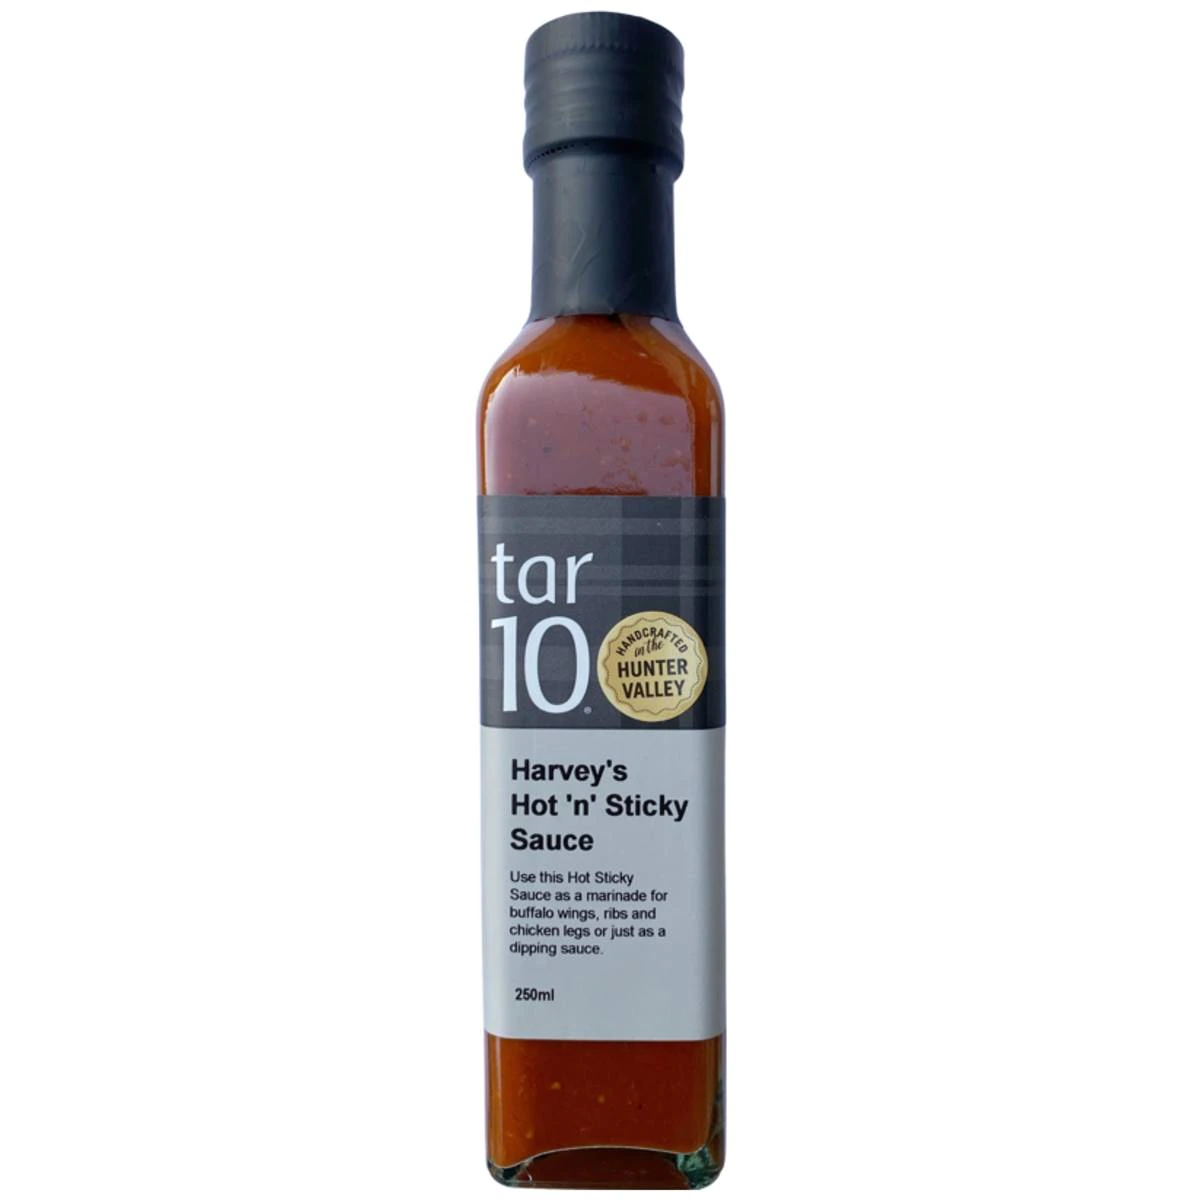 tar
10®
HANDCRAFTED
in the
HUNTER
VALLEY
Harvey's
Hot 'n' Sticky
Sauce
Use this Hot Sticky
Sauce as a marinade for
buffalo wings, ribs and
chicken legs or just as a
dipping sauce.
250ml